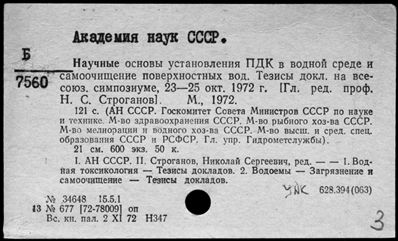 Академия наук СССР.
Б
7560
Научные основы установления ПДК в водной среде и
самоочищение поверхностных вод. Тезисы докл. на все-
союз. симпозиуме, 23—25 окт. 1972 г. [Гл. ред. проф.
Н. С. Строганов]. М., 1972.
121 с. (АН СССР. Госкомитет Совета Министров СССР по науке
и технике. М-во здравоохранения СССР. М-во рыбного хоз-ва СССР.
М-во мелиорации и водного хоз-ва СССР. М-во высш. и сред. спец.
образования СССР и РСФСР. Гл. упр. Гидрометслужбы).
21 см. 600 экз. 50 к.
I. АН СССР. II. Строганов, Николай Сергеевич, ред. — — 1. Вод-
ная токсикология — Тезисы докладов. 2. Водоемы — Загрязнение и
самоочищение — Тезисы докладов.
УДК 628.394(063)
№ 34648 15.5.1
13 № 677 [72-78009] оп
Вс. кн. пал. 2 XI 72 Н347
3